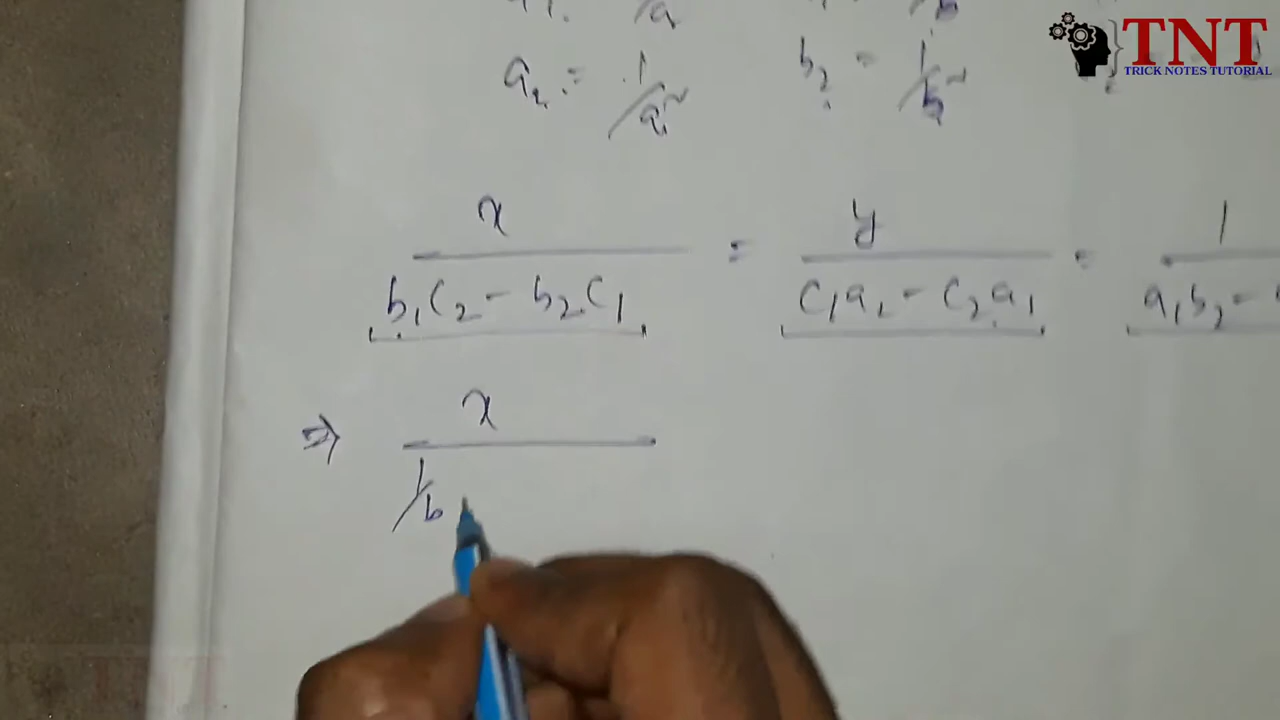 TNT
TRICK NOTES TUTORIAL
/a /b
a₂ = 1/a² b₂ = 1/b²
x/(b₁c₂ - b₂c₁) = y/(c₁a₂ - c₂a₁) = 1/(a₁b₂ -
⇒ x/(1/b